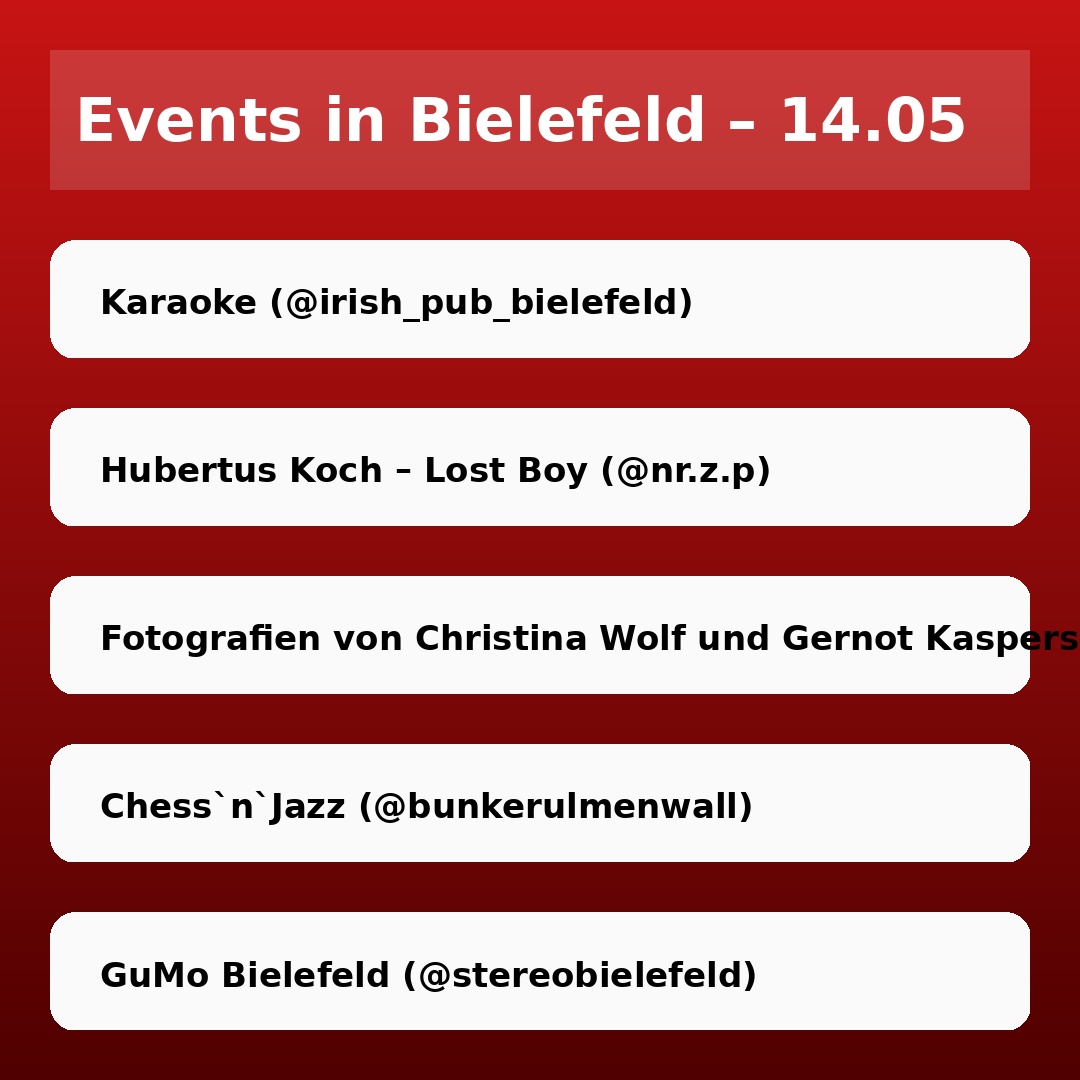 Events in Bielefeld – 14.05
Karaoke (@irish_pub_bielefeld)
Hubertus Koch – Lost Boy (@nr.z.p)
Fotografien von Christina Wolf und Gernot Kaspers
Chess`n`Jazz (@bunkerulmenwall)
GuMo Bielefeld (@stereobielefeld)